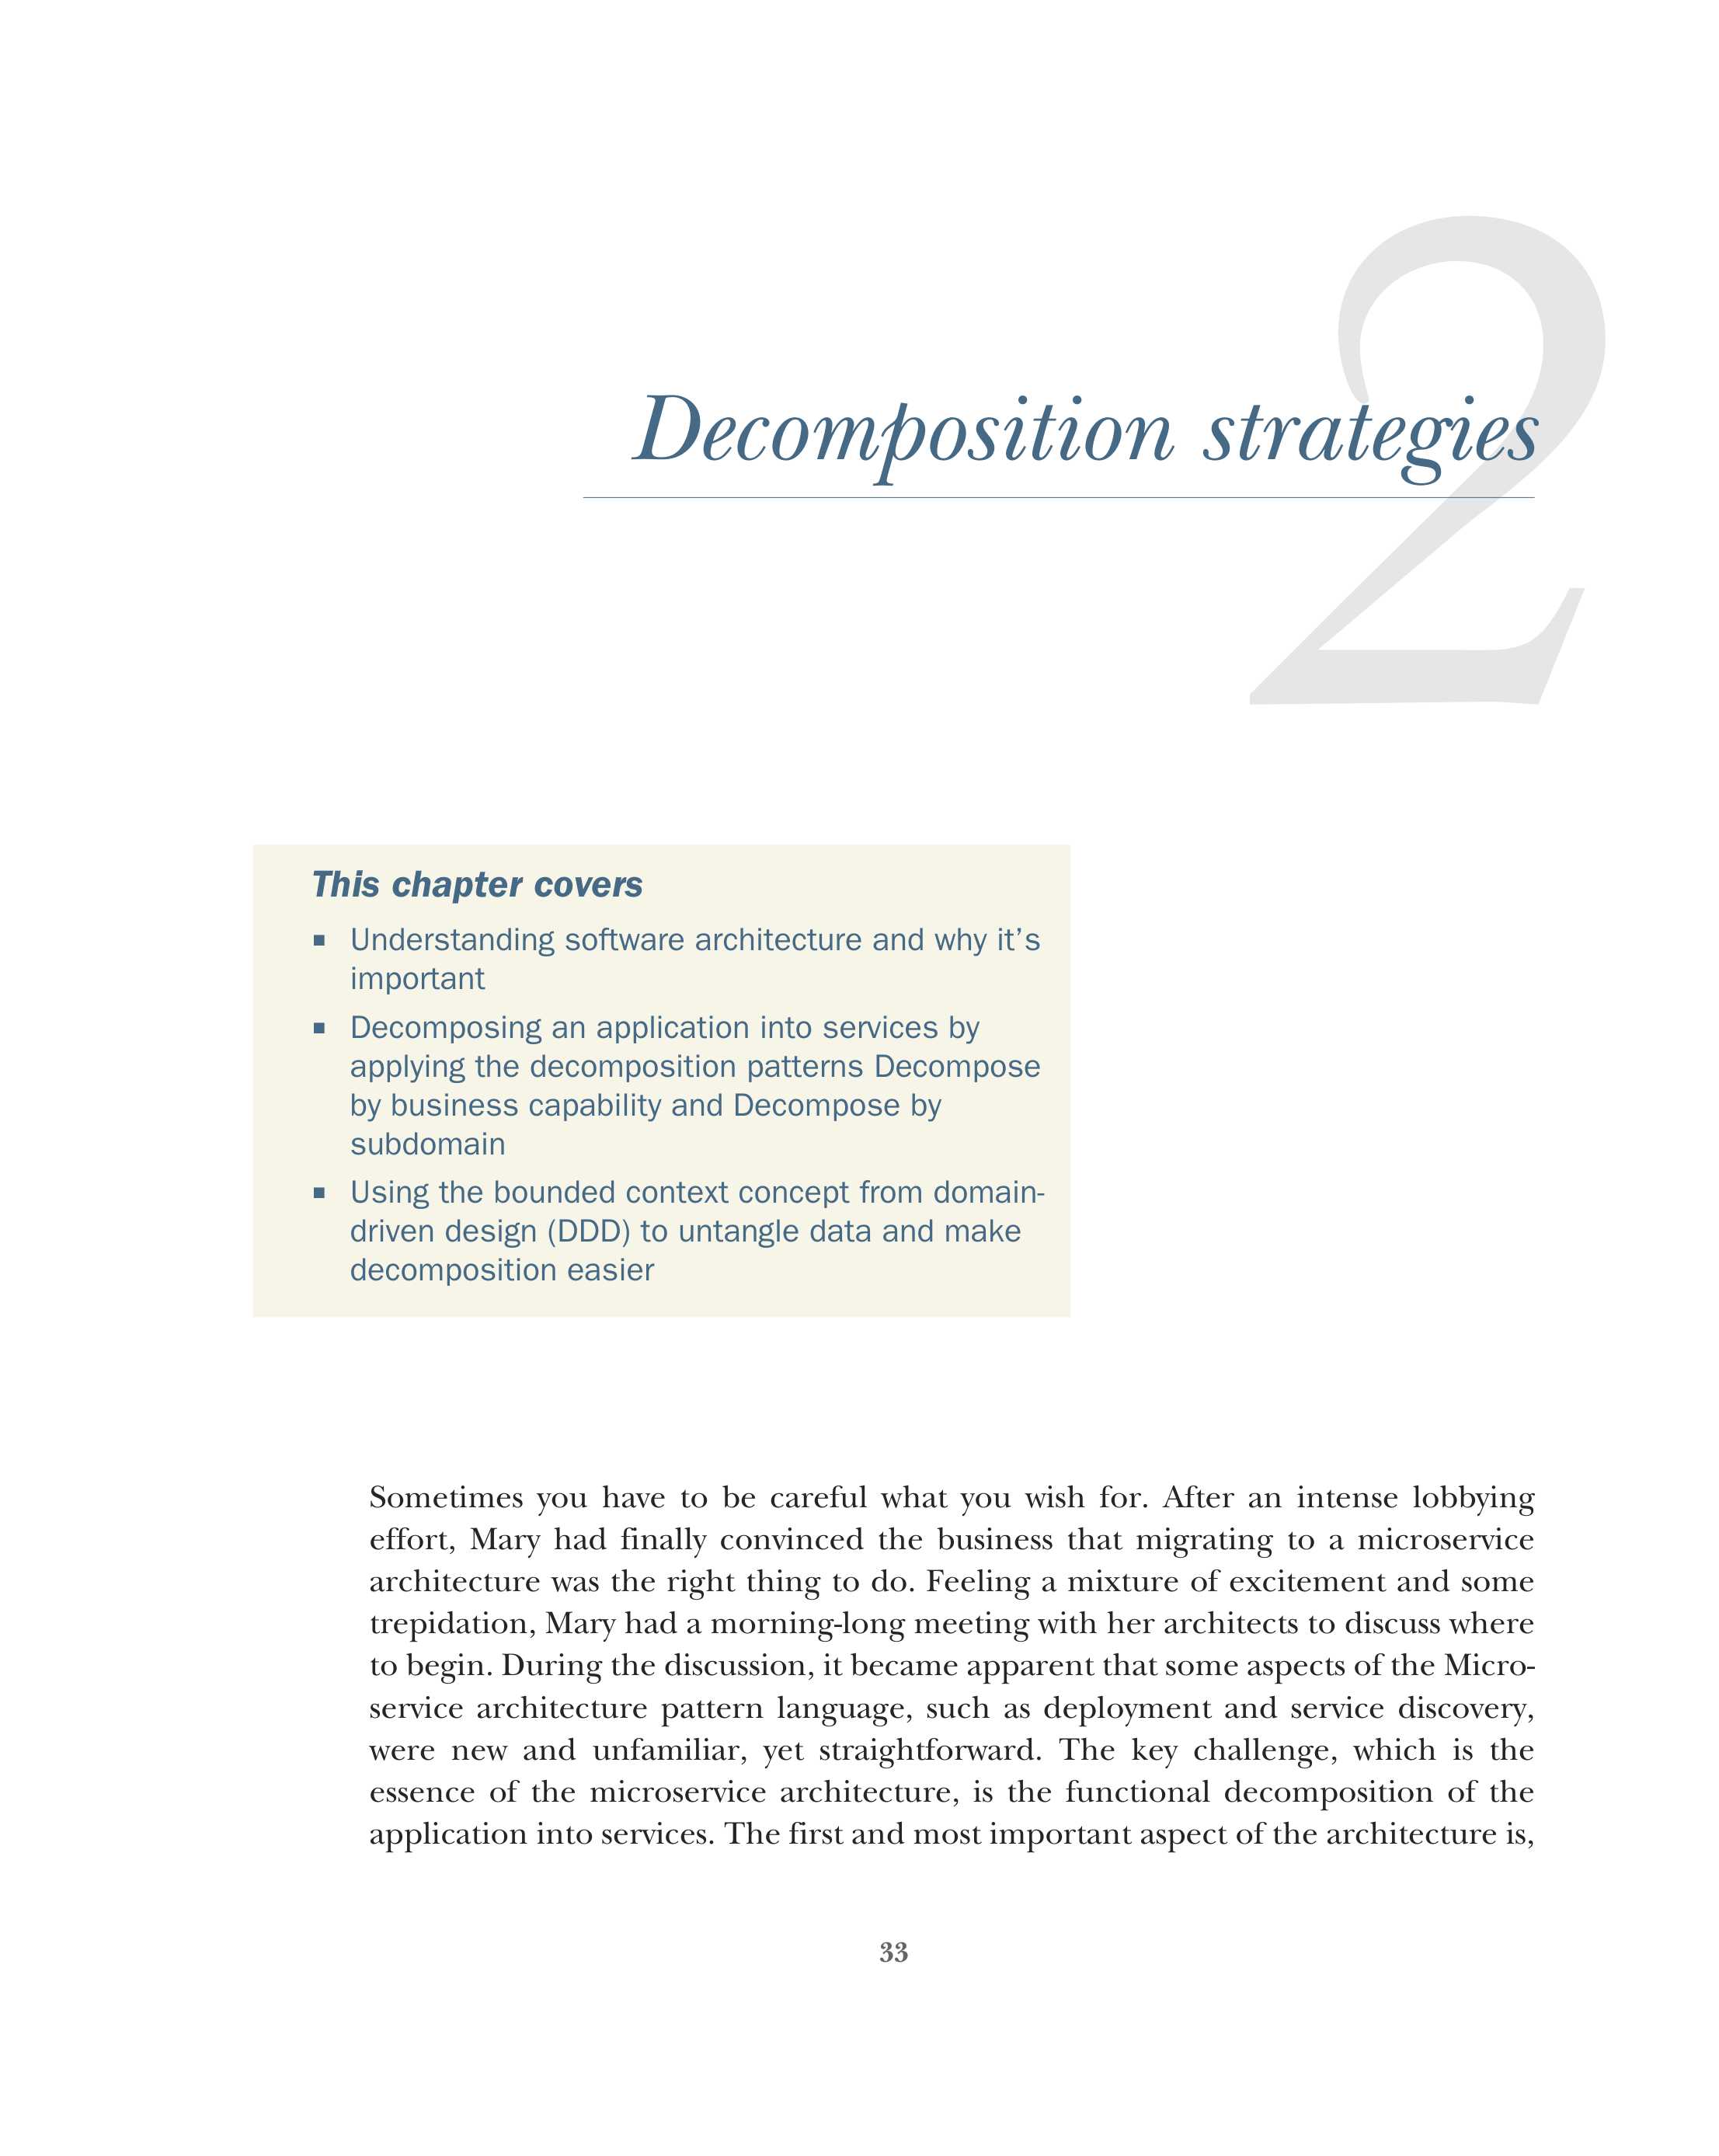 2
Decomposition strategies
This chapter covers
■ Understanding software architecture and why it’s
important
■ Decomposing an application into services by
applying the decomposition patterns Decompose
by business capability and Decompose by
subdomain
■ Using the bounded context concept from domain-
driven design (DDD) to untangle data and make
decomposition easier
Sometimes you have to be careful what you wish for. After an intense lobbying
effort, Mary had finally convinced the business that migrating to a microservice
architecture was the right thing to do. Feeling a mixture of excitement and some
trepidation, Mary had a morning-long meeting with her architects to discuss where
to begin. During the discussion, it became apparent that some aspects of the Micro-
service architecture pattern language, such as deployment and service discovery,
were new and unfamiliar, yet straightforward. The key challenge, which is the
essence of the microservice architecture, is the functional decomposition of the
application into services. The first and most important aspect of the architecture is,
33